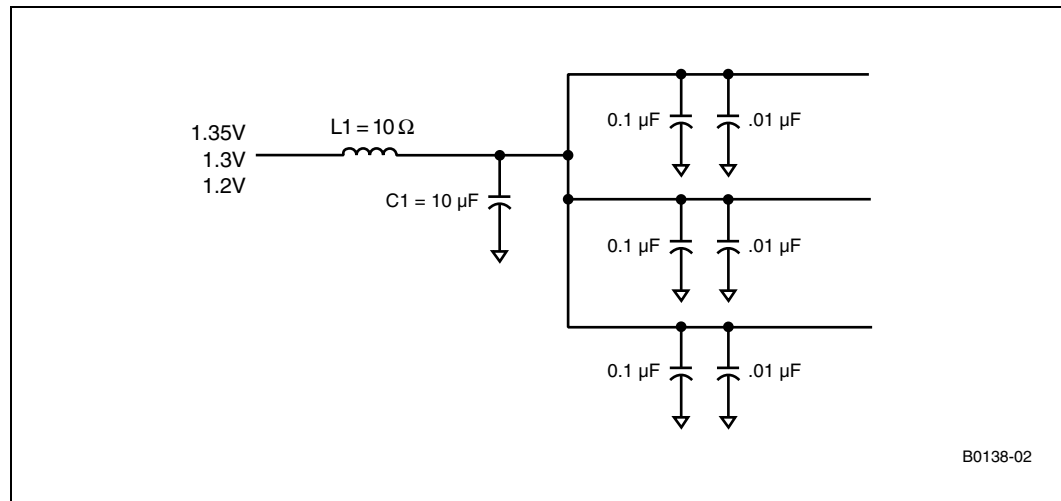 1.35V
1.3V
1.2V
L1 = 10 Ω
C1 = 10 µF
0.1 µF
.01 µF
0.1 µF
.01 µF
0.1 µF
.01 µF
B0138-02